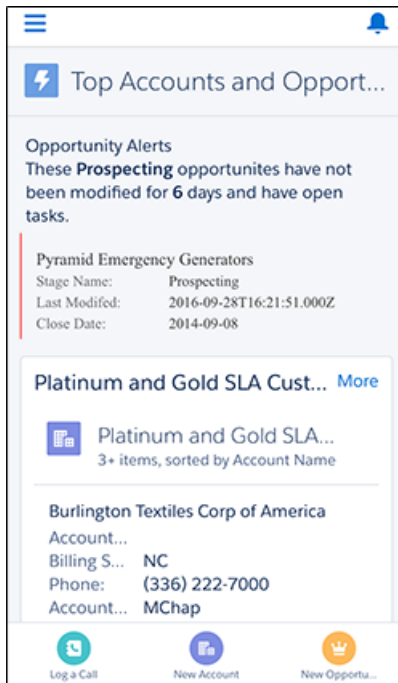 Top Accounts and Opport...
Opportunity Alerts
These Prospecting opportunites have not
been modified for 6 days and have open
tasks.
Pyramid Emergency Generators
Stage Name: Prospecting
Last Modifed: 2016-09-28T16:21:51.000Z
Close Date: 2014-09-08
Platinum and Gold SLA Cust... More
Platinum and Gold SLA...
3+ items, sorted by Account Name
Burlington Textiles Corp of America
Account...
Billing S... NC
Phone: (336) 222-7000
Account... MChap
Log a Call New Account New Opportu...